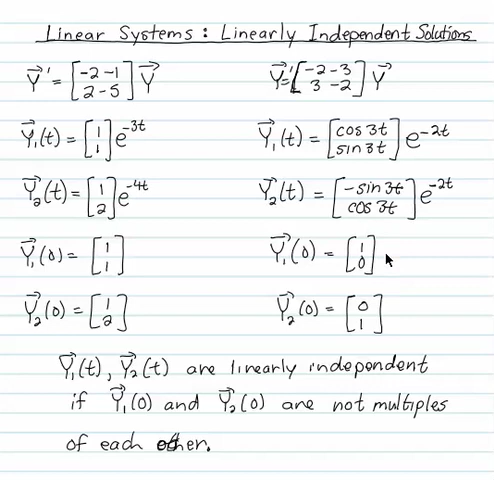 Linear Systems : Linearly Independent Solutions
Y⃗' = [-2 -1; 2 -5] Y⃗    Y⃗' = [-2 -3; 3 -2] Y⃗
Y⃗₁(t) = [1; 1] e^-3t    Y⃗₁(t) = [cos 3t; sin 3t] e^-2t
Y⃗₂(t) = [1; 2] e^-4t    Y⃗₂(t) = [-sin 3t; cos 3t] e^-2t
Y⃗₁(0) = [1; 1]    Y⃗₁(0) = [1; 0]
Y⃗₂(0) = [1; 2]    Y⃗₂(0) = [0; 1]
Y⃗₁(t), Y⃗₂(t) are linearly independent
if Y⃗₁(0) and Y⃗₂(0) are not multiples
of each other.